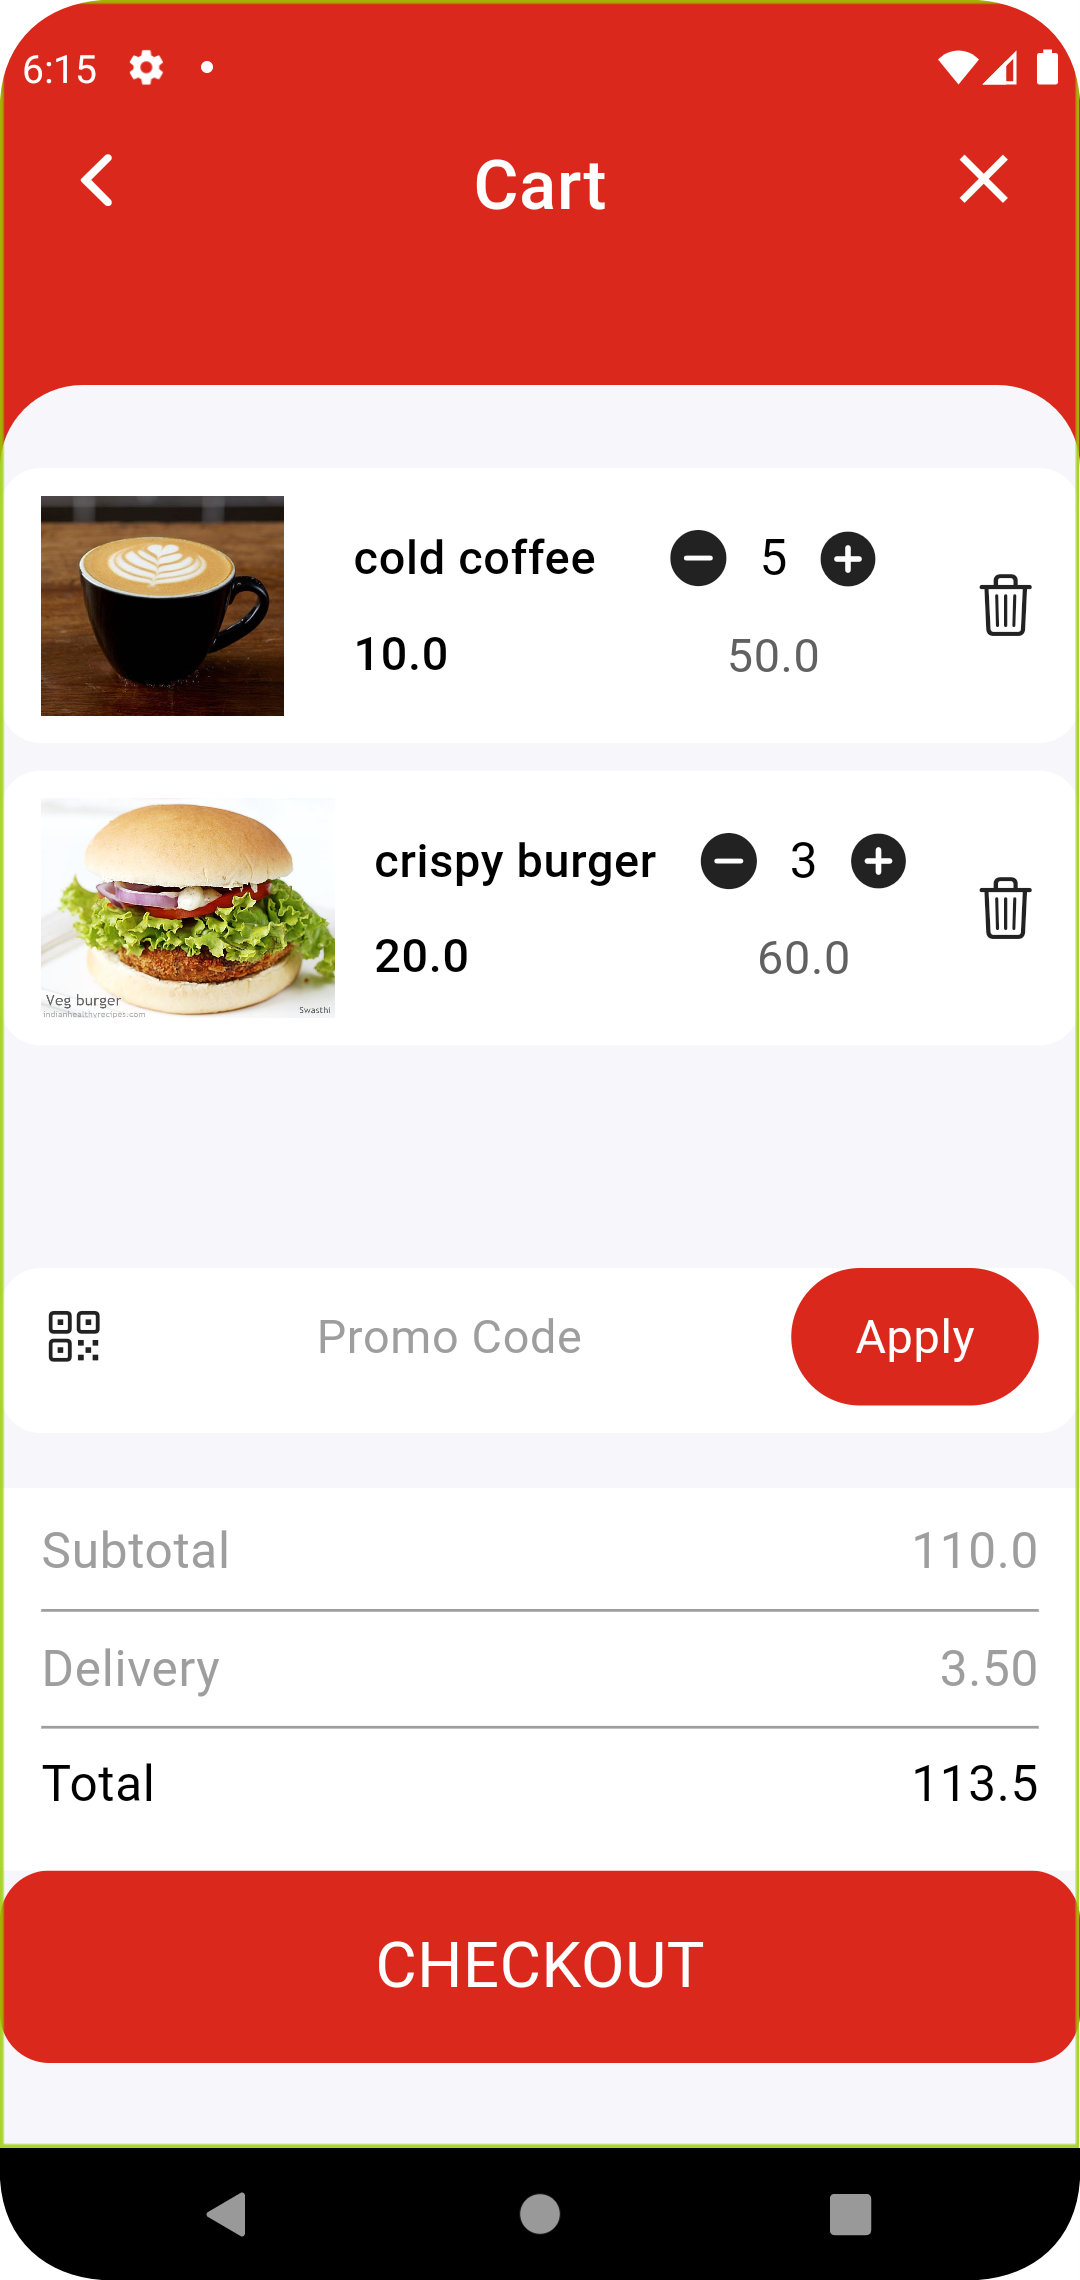 6:15
Cart
cold coffee 5
10.0 50.0
crispy burger 3
20.0 60.0
Veg burger
indianhealthyrecipes.com Swasthi
Promo Code Apply
Subtotal 110.0
Delivery 3.50
Total 113.5
CHECKOUT